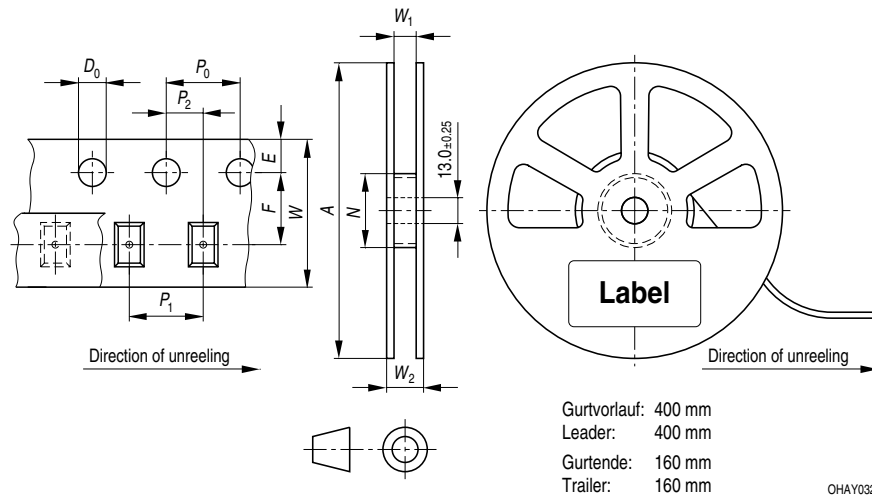 W1
D0
P0
P2
E
F
W
A
N
13.0±0.25
P1
Label
Direction of unreeling
W2
Direction of unreeling
Gurtvorlauf: 400 mm
Leader: 400 mm
Gurtende: 160 mm
Trailer: 160 mm